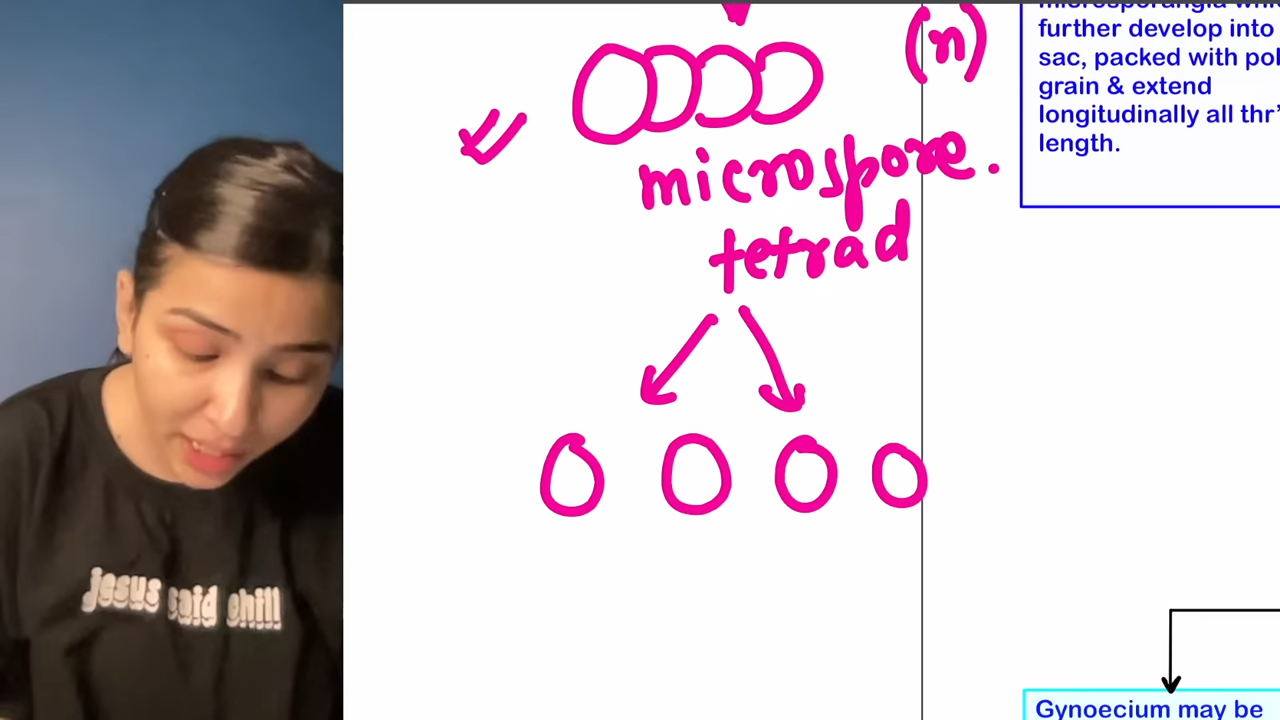 (n)
microspore.
tetrad
microsporangia
further develop into
sac, packed with
grain & extend
longitudinally all thr'
length.
jesus said chill
Gynoecium may be